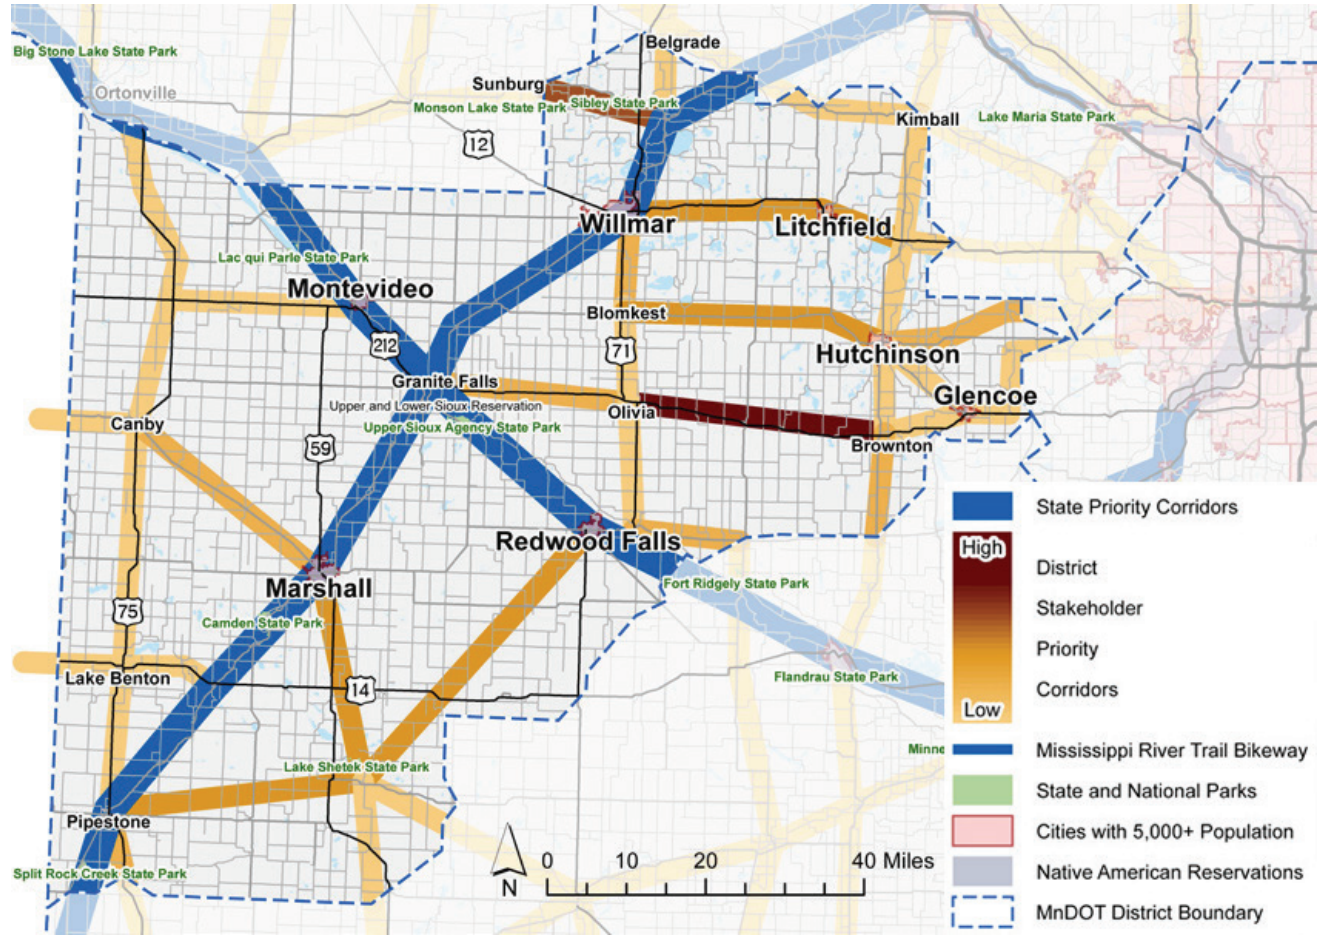 Belgrade
Big Stone Lake State Park
Sunburg
Ortonville
Monson Lake State Park
Sibley State Park
Kimball
Lake Maria State Park
12
Willmar
Litchfield
Lac qui Parle State Park
Montevideo
Blomkest
212
71
Hutchinson
Granite Falls
Glencoe
Upper and Lower Sioux Reservation
Olivia
Canby
Upper Sioux Agency State Park
59
Brownton
Redwood Falls
Marshall
Fort Ridgely State Park
75
Camden State Park
Lake Benton
14
Flandrau State Park
Minne
Lake Shetek State Park
Pipestone
Split Rock Creek State Park
N
0 10 20 40 Miles
State Priority Corridors
High
District
Stakeholder
Priority
Corridors
Low
Mississippi River Trail Bikeway
State and National Parks
Cities with 5,000+ Population
Native American Reservations
MnDOT District Boundary